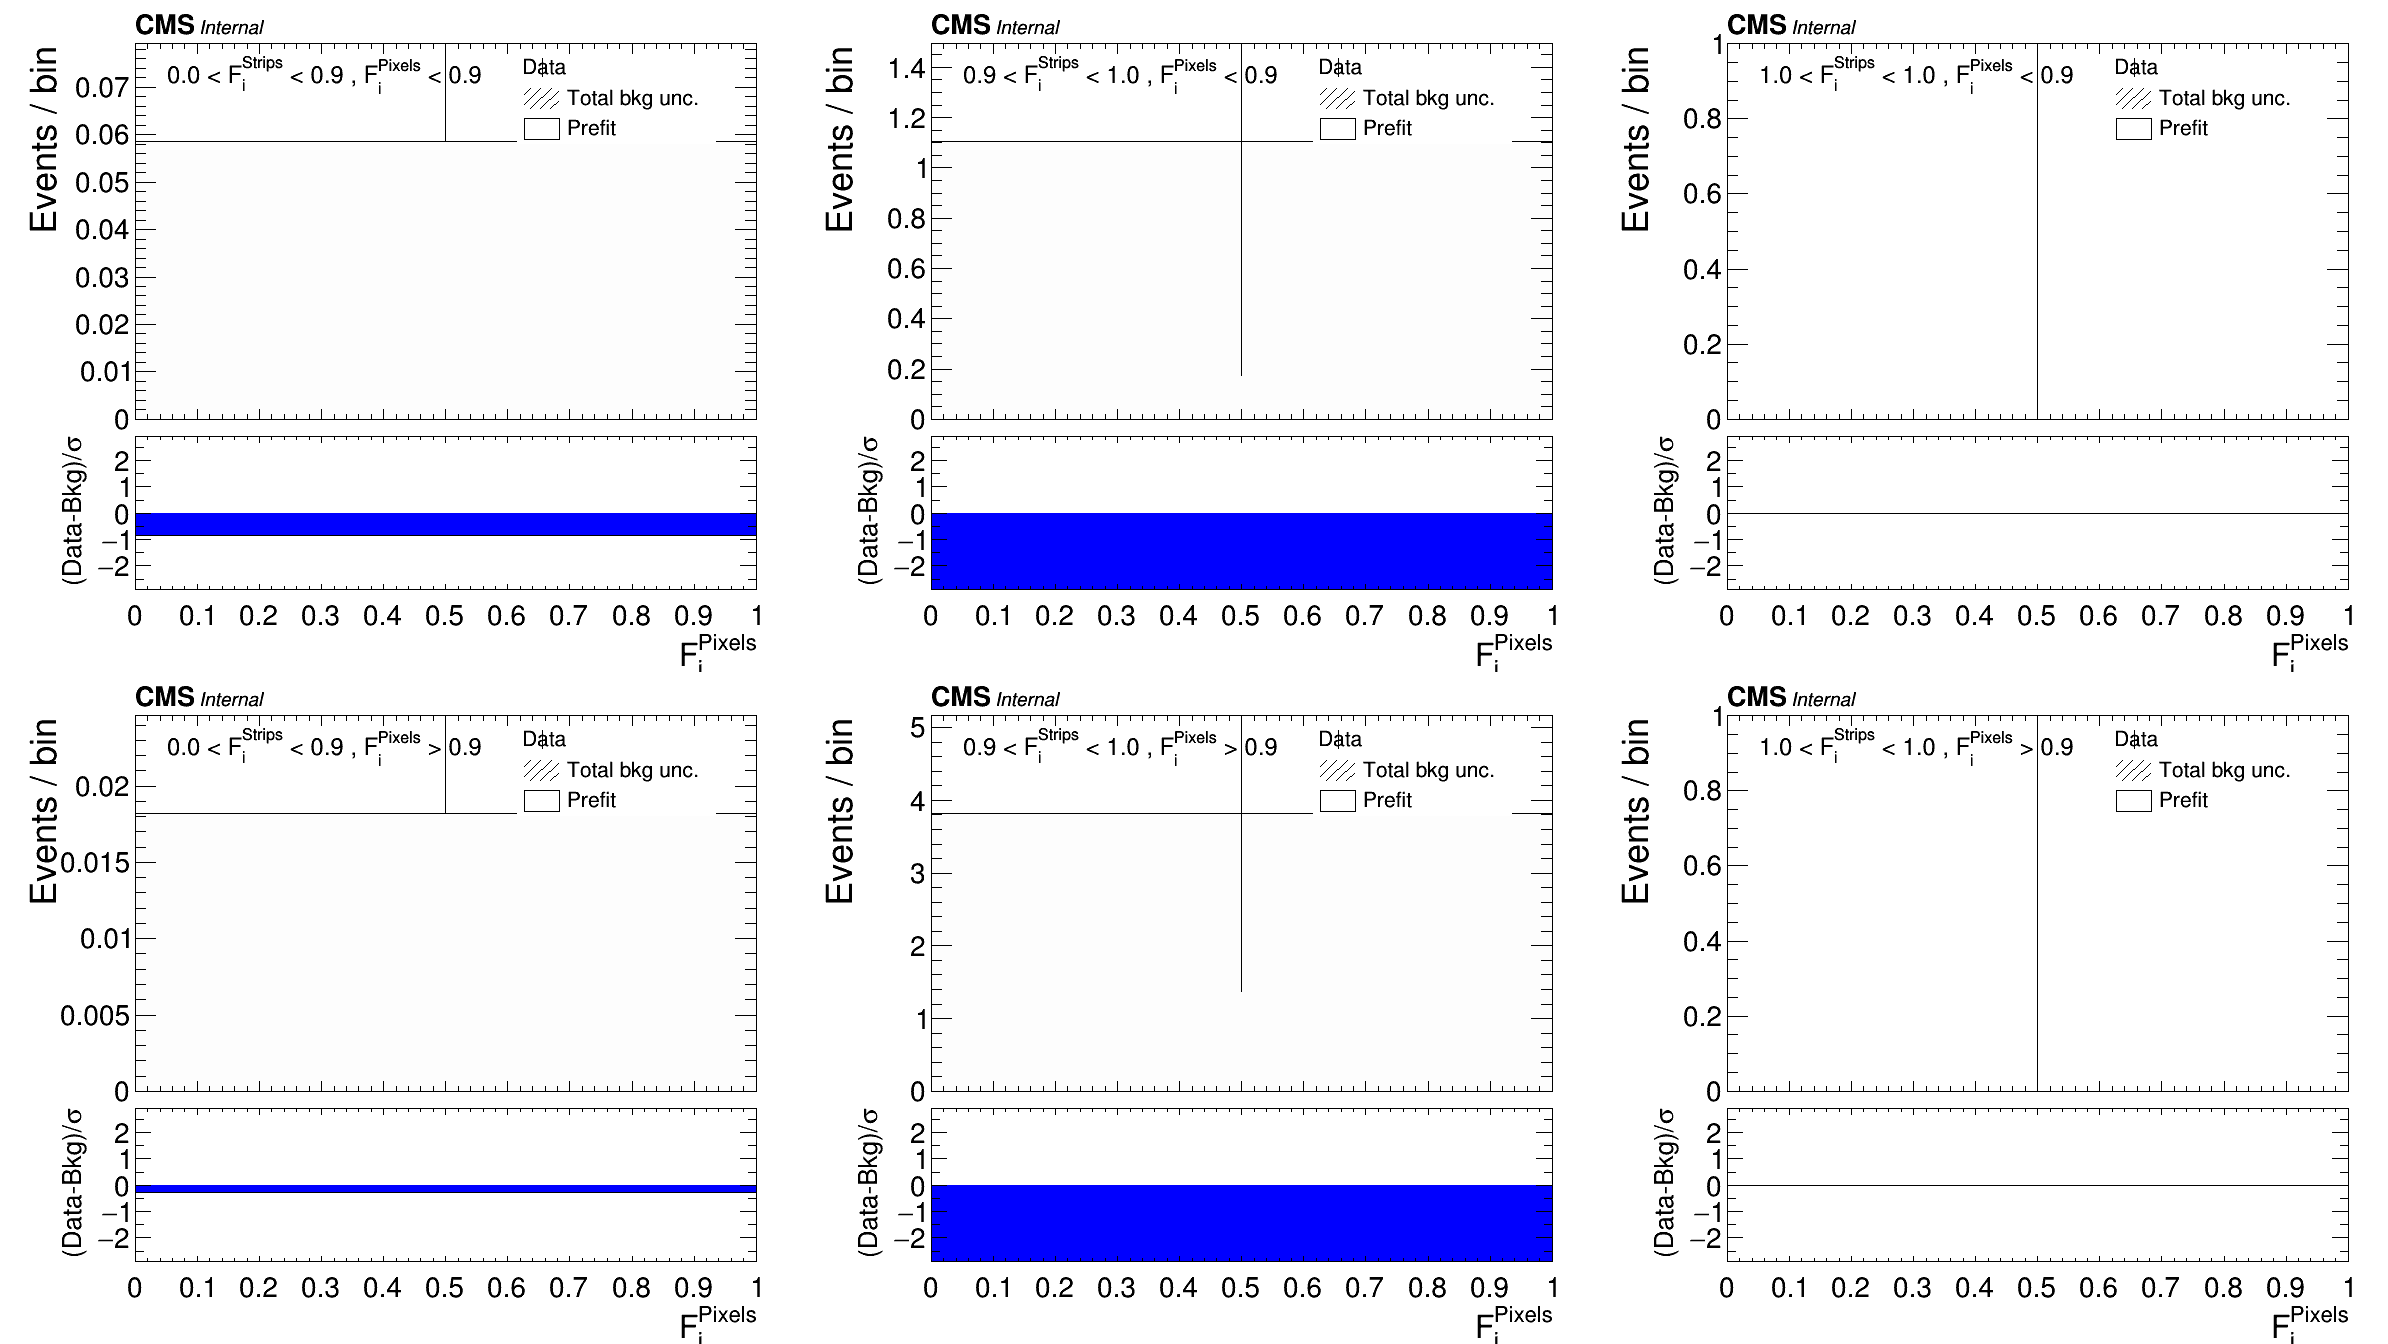 CMS Internal
0.0 < F_i^Strips < 0.9 , F_i^Pixels < 0.9
Data
Total bkg unc.
Prefit
Events / bin
0.07
0.06
0.05
0.04
0.03
0.02
0.01
0
(Data-Bkg)/σ
2
1
0
−1
−2
0 0.1 0.2 0.3 0.4 0.5 0.6 0.7 0.8 0.9 1
F_i^Pixels
CMS Internal
0.9 < F_i^Strips < 1.0 , F_i^Pixels < 0.9
Data
Total bkg unc.
Prefit
Events / bin
1.4
1.2
1
0.8
0.6
0.4
0.2
0
(Data-Bkg)/σ
2
1
0
−1
−2
0 0.1 0.2 0.3 0.4 0.5 0.6 0.7 0.8 0.9 1
F_i^Pixels
CMS Internal
1.0 < F_i^Strips < 1.0 , F_i^Pixels < 0.9
Data
Total bkg unc.
Prefit
Events / bin
1
0.8
0.6
0.4
0.2
0
(Data-Bkg)/σ
2
1
0
−1
−2
0 0.1 0.2 0.3 0.4 0.5 0.6 0.7 0.8 0.9 1
F_i^Pixels
CMS Internal
0.0 < F_i^Strips < 0.9 , F_i^Pixels > 0.9
Data
Total bkg unc.
Prefit
Events / bin
0.02
0.015
0.01
0.005
0
(Data-Bkg)/σ
2
1
0
−1
−2
0 0.1 0.2 0.3 0.4 0.5 0.6 0.7 0.8 0.9 1
F_i^Pixels
CMS Internal
0.9 < F_i^Strips < 1.0 , F_i^Pixels > 0.9
Data
Total bkg unc.
Prefit
Events / bin
5
4
3
2
1
0
(Data-Bkg)/σ
2
1
0
−1
−2
0 0.1 0.2 0.3 0.4 0.5 0.6 0.7 0.8 0.9 1
F_i^Pixels
CMS Internal
1.0 < F_i^Strips < 1.0 , F_i^Pixels > 0.9
Data
Total bkg unc.
Prefit
Events / bin
1
0.8
0.6
0.4
0.2
0
(Data-Bkg)/σ
2
1
0
−1
−2
0 0.1 0.2 0.3 0.4 0.5 0.6 0.7 0.8 0.9 1
F_i^Pixels